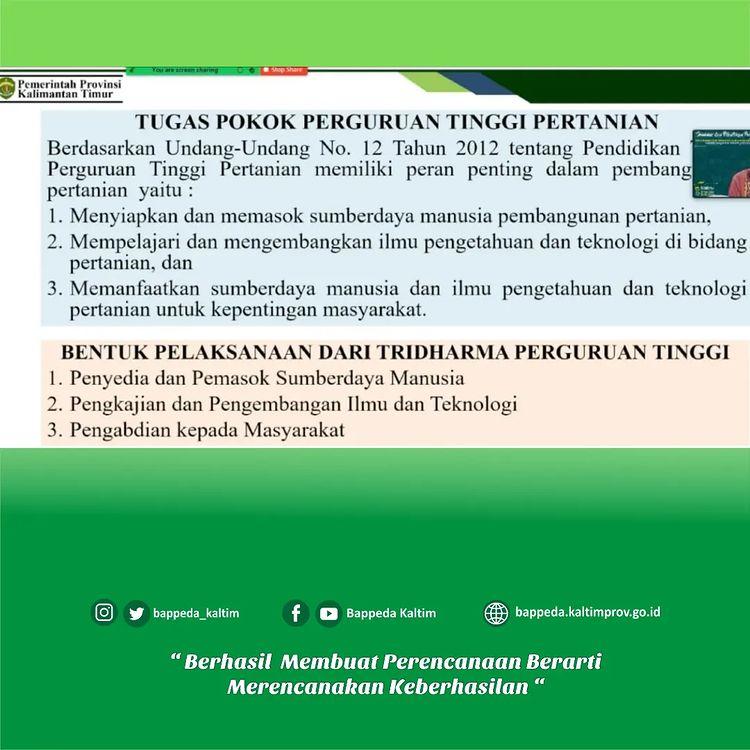 You are screen sharing
Stop Share
Pemerintah Provinsi
Kalimantan Timur
TUGAS POKOK PERGURUAN TINGGI PERTANIAN
Berdasarkan Undang-Undang No. 12 Tahun 2012 tentang Pendidikan
Perguruan Tinggi Pertanian memiliki peran penting dalam pembang
pertanian yaitu :
1. Menyiapkan dan memasok sumberdaya manusia pembangunan pertanian,
2. Mempelajari dan mengembangkan ilmu pengetahuan dan teknologi di bidang
pertanian, dan
3. Memanfaatkan sumberdaya manusia dan ilmu pengetahuan dan teknologi
pertanian untuk kepentingan masyarakat.
BENTUK PELAKSANAAN DARI TRIDHARMA PERGURUAN TINGGI
1. Penyedia dan Pemasok Sumberdaya Manusia
2. Pengkajian dan Pengembangan Ilmu dan Teknologi
3. Pengabdian kepada Masyarakat
bappeda_kaltim
Bappeda Kaltim
bappeda.kaltimprov.go.id
“ Berhasil Membuat Perencanaan Berarti
Merencanakan Keberhasilan “